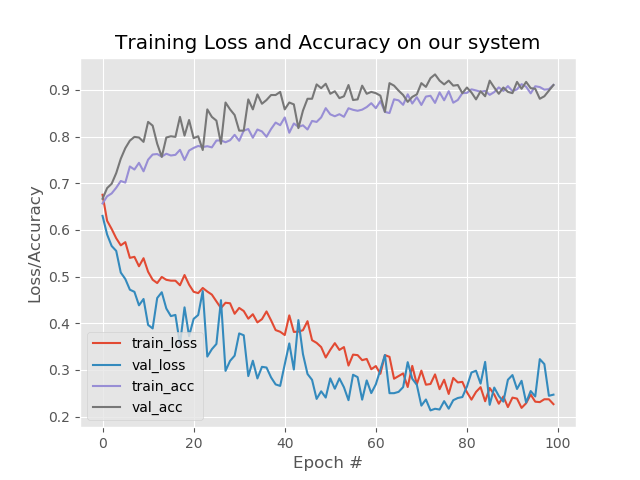 Training Loss and Accuracy on our system
Loss/Accuracy
0.9
0.8
0.7
0.6
0.5
0.4
0.3
0.2
train_loss
val_loss
train_acc
val_acc
0 20 40 60 80 100
Epoch #